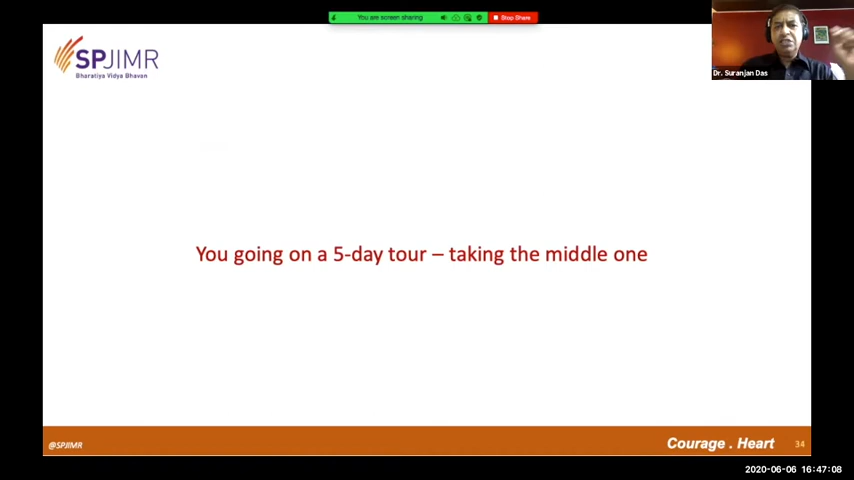 You are screen sharing
Stop Share
SPJIMR
Bharatiya Vidya Bhavan
Dr. Suranjan Das
You going on a 5-day tour – taking the middle one
@SPJIMR
Courage . Heart
34
2020-06-06 16:47:08